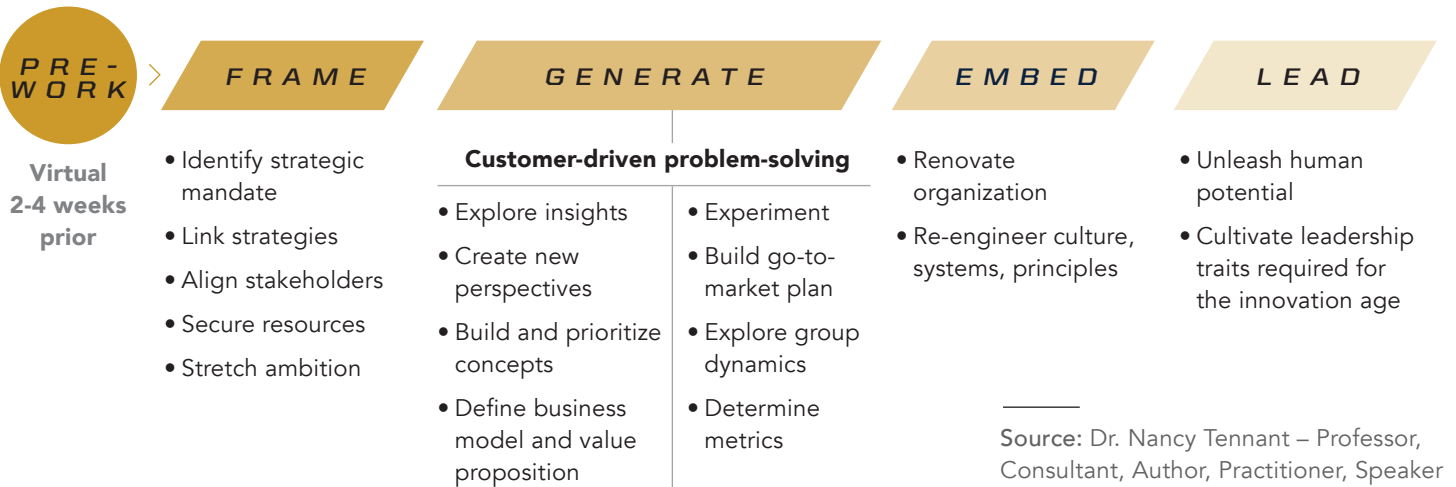 PRE-
WORK
Virtual
2-4 weeks
prior
FRAME
• Identify strategic
mandate
• Link strategies
• Align stakeholders
• Secure resources
• Stretch ambition
GENERATE
Customer-driven problem-solving
• Explore insights
• Create new
perspectives
• Build and prioritize
concepts
• Define business
model and value
proposition
• Experiment
• Build go-to-
market plan
• Explore group
dynamics
• Determine
metrics
EMBED
• Renovate
organization
• Re-engineer culture,
systems, principles
LEAD
• Unleash human
potential
• Cultivate leadership
traits required for
the innovation age
Source: Dr. Nancy Tennant – Professor,
Consultant, Author, Practitioner, Speaker